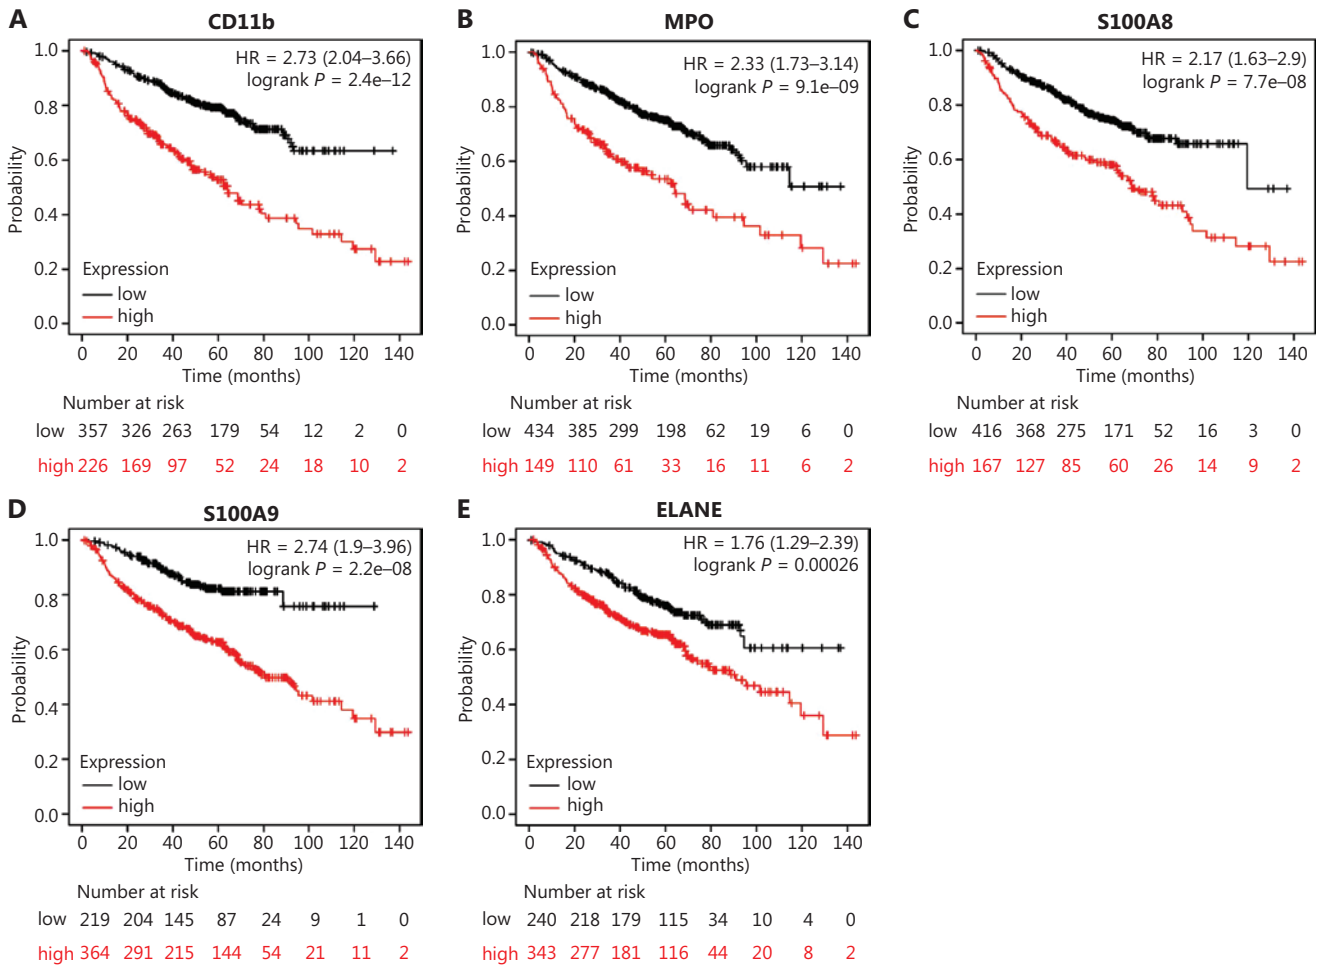 A
CD11b
HR = 2.73 (2.04–3.66)
logrank P = 2.4e–12
Probability
1.0
0.8
0.6
0.4
0.2
0.0
Expression
low
high
0 20 40 60 80 100 120 140
Time (months)
Number at risk
low 357 326 263 179 54 12 2 0
high 226 169 97 52 24 18 10 2
B
MPO
HR = 2.33 (1.73–3.14)
logrank P = 9.1e–09
Probability
1.0
0.8
0.6
0.4
0.2
0.0
Expression
low
high
0 20 40 60 80 100 120 140
Time (months)
Number at risk
low 434 385 299 198 62 19 6 0
high 149 110 61 33 16 11 6 2
C
S100A8
HR = 2.17 (1.63–2.9)
logrank P = 7.7e–08
Probability
1.0
0.8
0.6
0.4
0.2
0.0
Expression
low
high
0 20 40 60 80 100 120 140
Time (months)
Number at risk
low 416 368 275 171 52 16 3 0
high 167 127 85 60 26 14 9 2
D
S100A9
HR = 2.74 (1.9–3.96)
logrank P = 2.2e–08
Probability
1.0
0.8
0.6
0.4
0.2
0.0
Expression
low
high
0 20 40 60 80 100 120 140
Time (months)
Number at risk
low 219 204 145 87 24 9 1 0
high 364 291 215 144 54 21 11 2
E
ELANE
HR = 1.76 (1.29–2.39)
logrank P = 0.00026
Probability
1.0
0.8
0.6
0.4
0.2
0.0
Expression
low
high
0 20 40 60 80 100 120 140
Time (months)
Number at risk
low 240 218 179 115 34 10 4 0
high 343 277 181 116 44 20 8 2